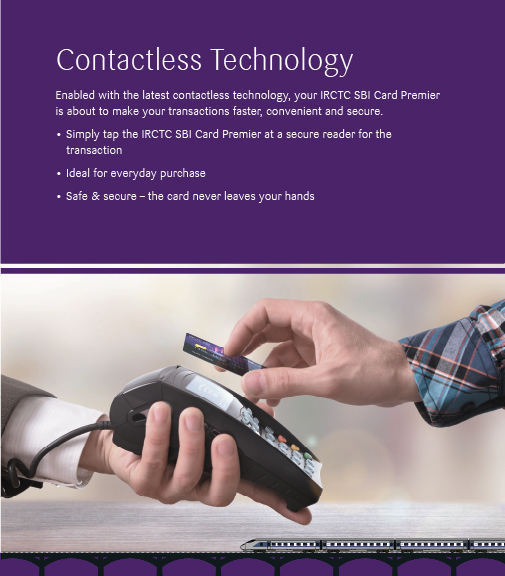 Contactless Technology
Enabled with the latest contactless technology, your IRCTC SBI Card Premier
is about to make your transactions faster, convenient and secure.
• Simply tap the IRCTC SBI Card Premier at a secure reader for the
transaction
• Ideal for everyday purchase
• Safe & secure – the card never leaves your hands